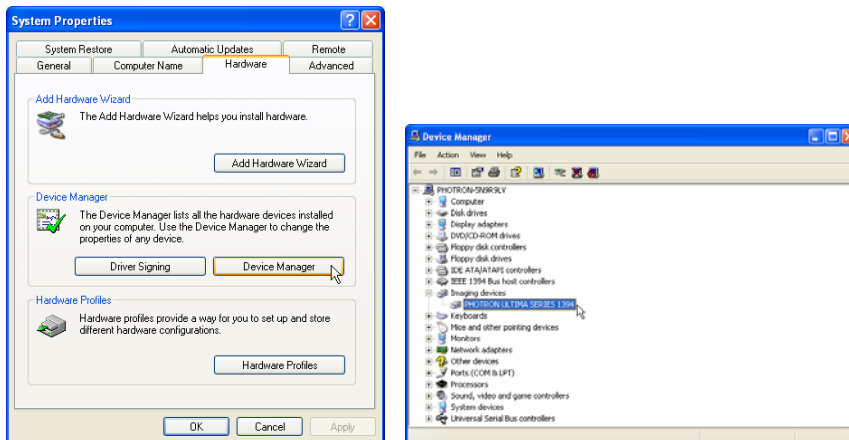 System Properties
System Restore Automatic Updates Remote
General Computer Name Hardware Advanced
Add Hardware Wizard
The Add Hardware Wizard helps you install hardware.
Add Hardware Wizard
Device Manager
The Device Manager lists all the hardware devices installed
on your computer. Use the Device Manager to change the
properties of any device.
Driver Signing Device Manager
Hardware Profiles
Hardware profiles provide a way for you to set up and store
different hardware configurations.
Hardware Profiles
OK Cancel Apply
Device Manager
File Action View Help
PHOTRON-5N9R9LV
Computer
Disk drives
Display adapters
DVD/CD-ROM drives
Floppy disk controllers
Floppy disk drives
IDE ATA/ATAPI controllers
IEEE 1394 Bus host controllers
Imaging devices
PHOTRON ULTIMA SERIES 1394
Keyboards
Mice and other pointing devices
Monitors
Network adapters
Other devices
Ports (COM & LPT)
Processors
Sound, video and game controllers
System devices
Universal Serial Bus controllers